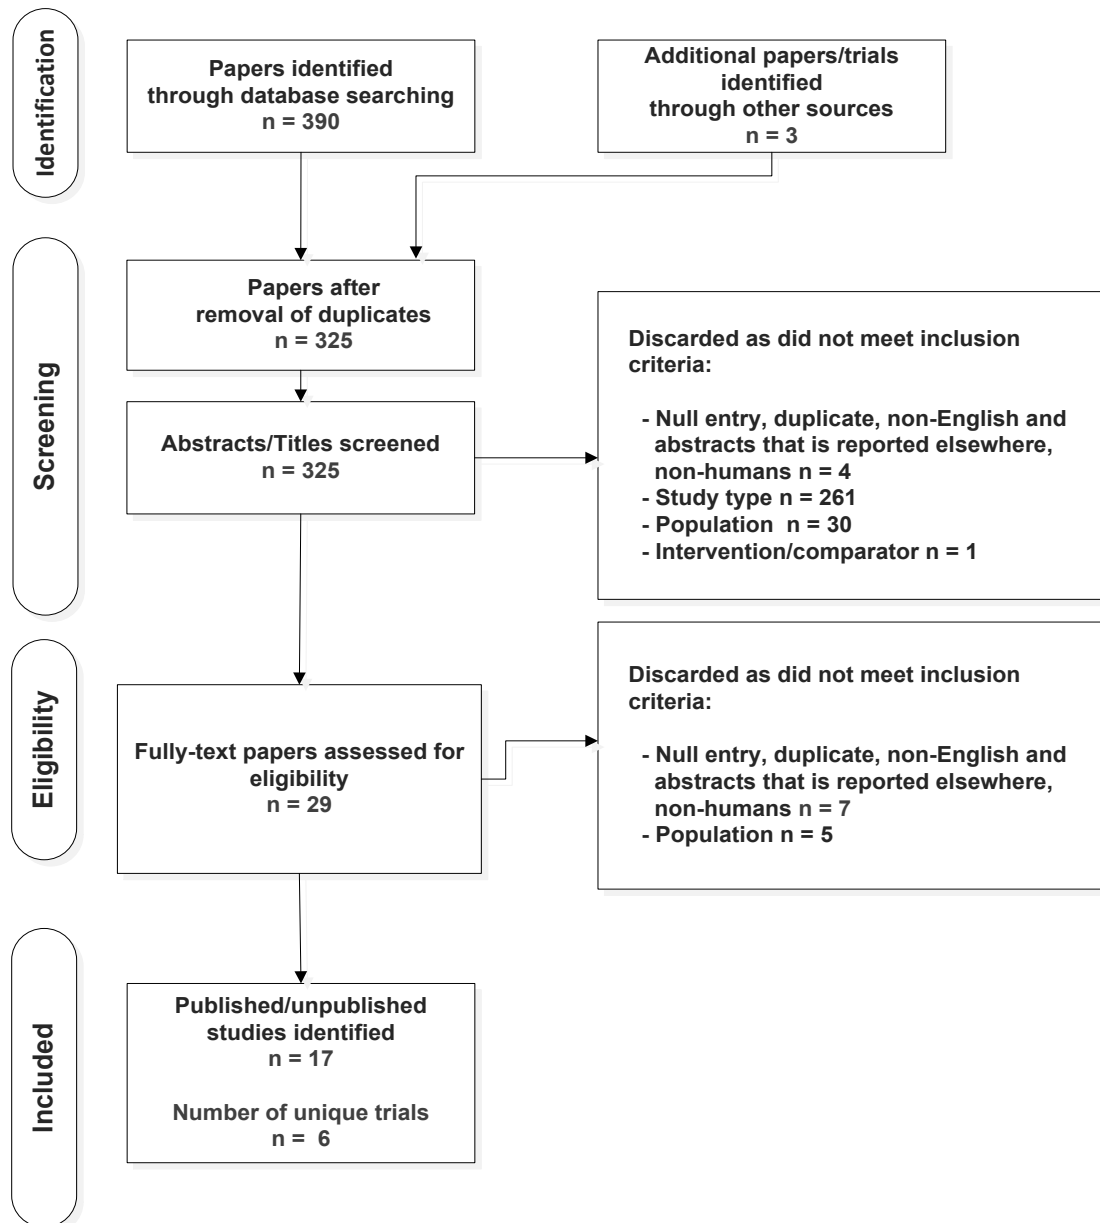 Identification
Papers identified
through database searching
n = 390
Additional papers/trials
identified
through other sources
n = 3
Screening
Papers after
removal of duplicates
n = 325
Abstracts/Titles screened
n = 325
Discarded as did not meet inclusion
criteria:
- Null entry, duplicate, non-English and
abstracts that is reported elsewhere,
non-humans n = 4
- Study type n = 261
- Population n = 30
- Intervention/comparator n = 1
Eligibility
Fully-text papers assessed for
eligibility
n = 29
Discarded as did not meet inclusion
criteria:
- Null entry, duplicate, non-English and
abstracts that is reported elsewhere,
non-humans n = 7
- Population n = 5
Included
Published/unpublished
studies identified
n = 17
Number of unique trials
n = 6